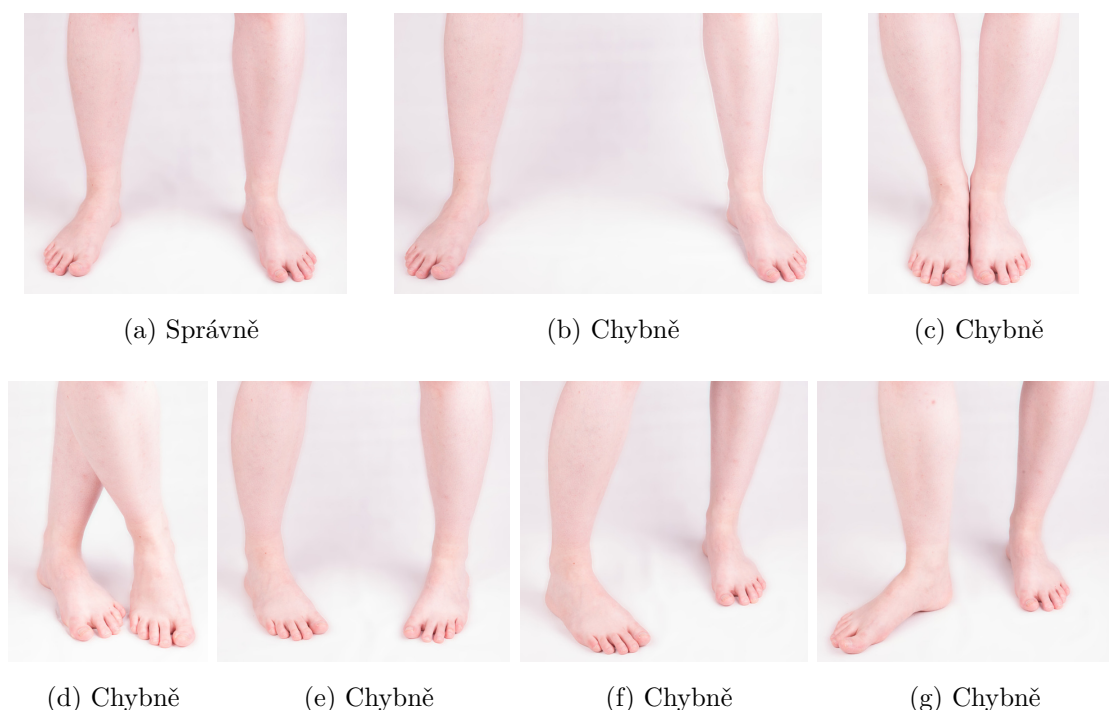 (a) Správně
(b) Chybně
(c) Chybně
(d) Chybně
(e) Chybně
(f) Chybně
(g) Chybně